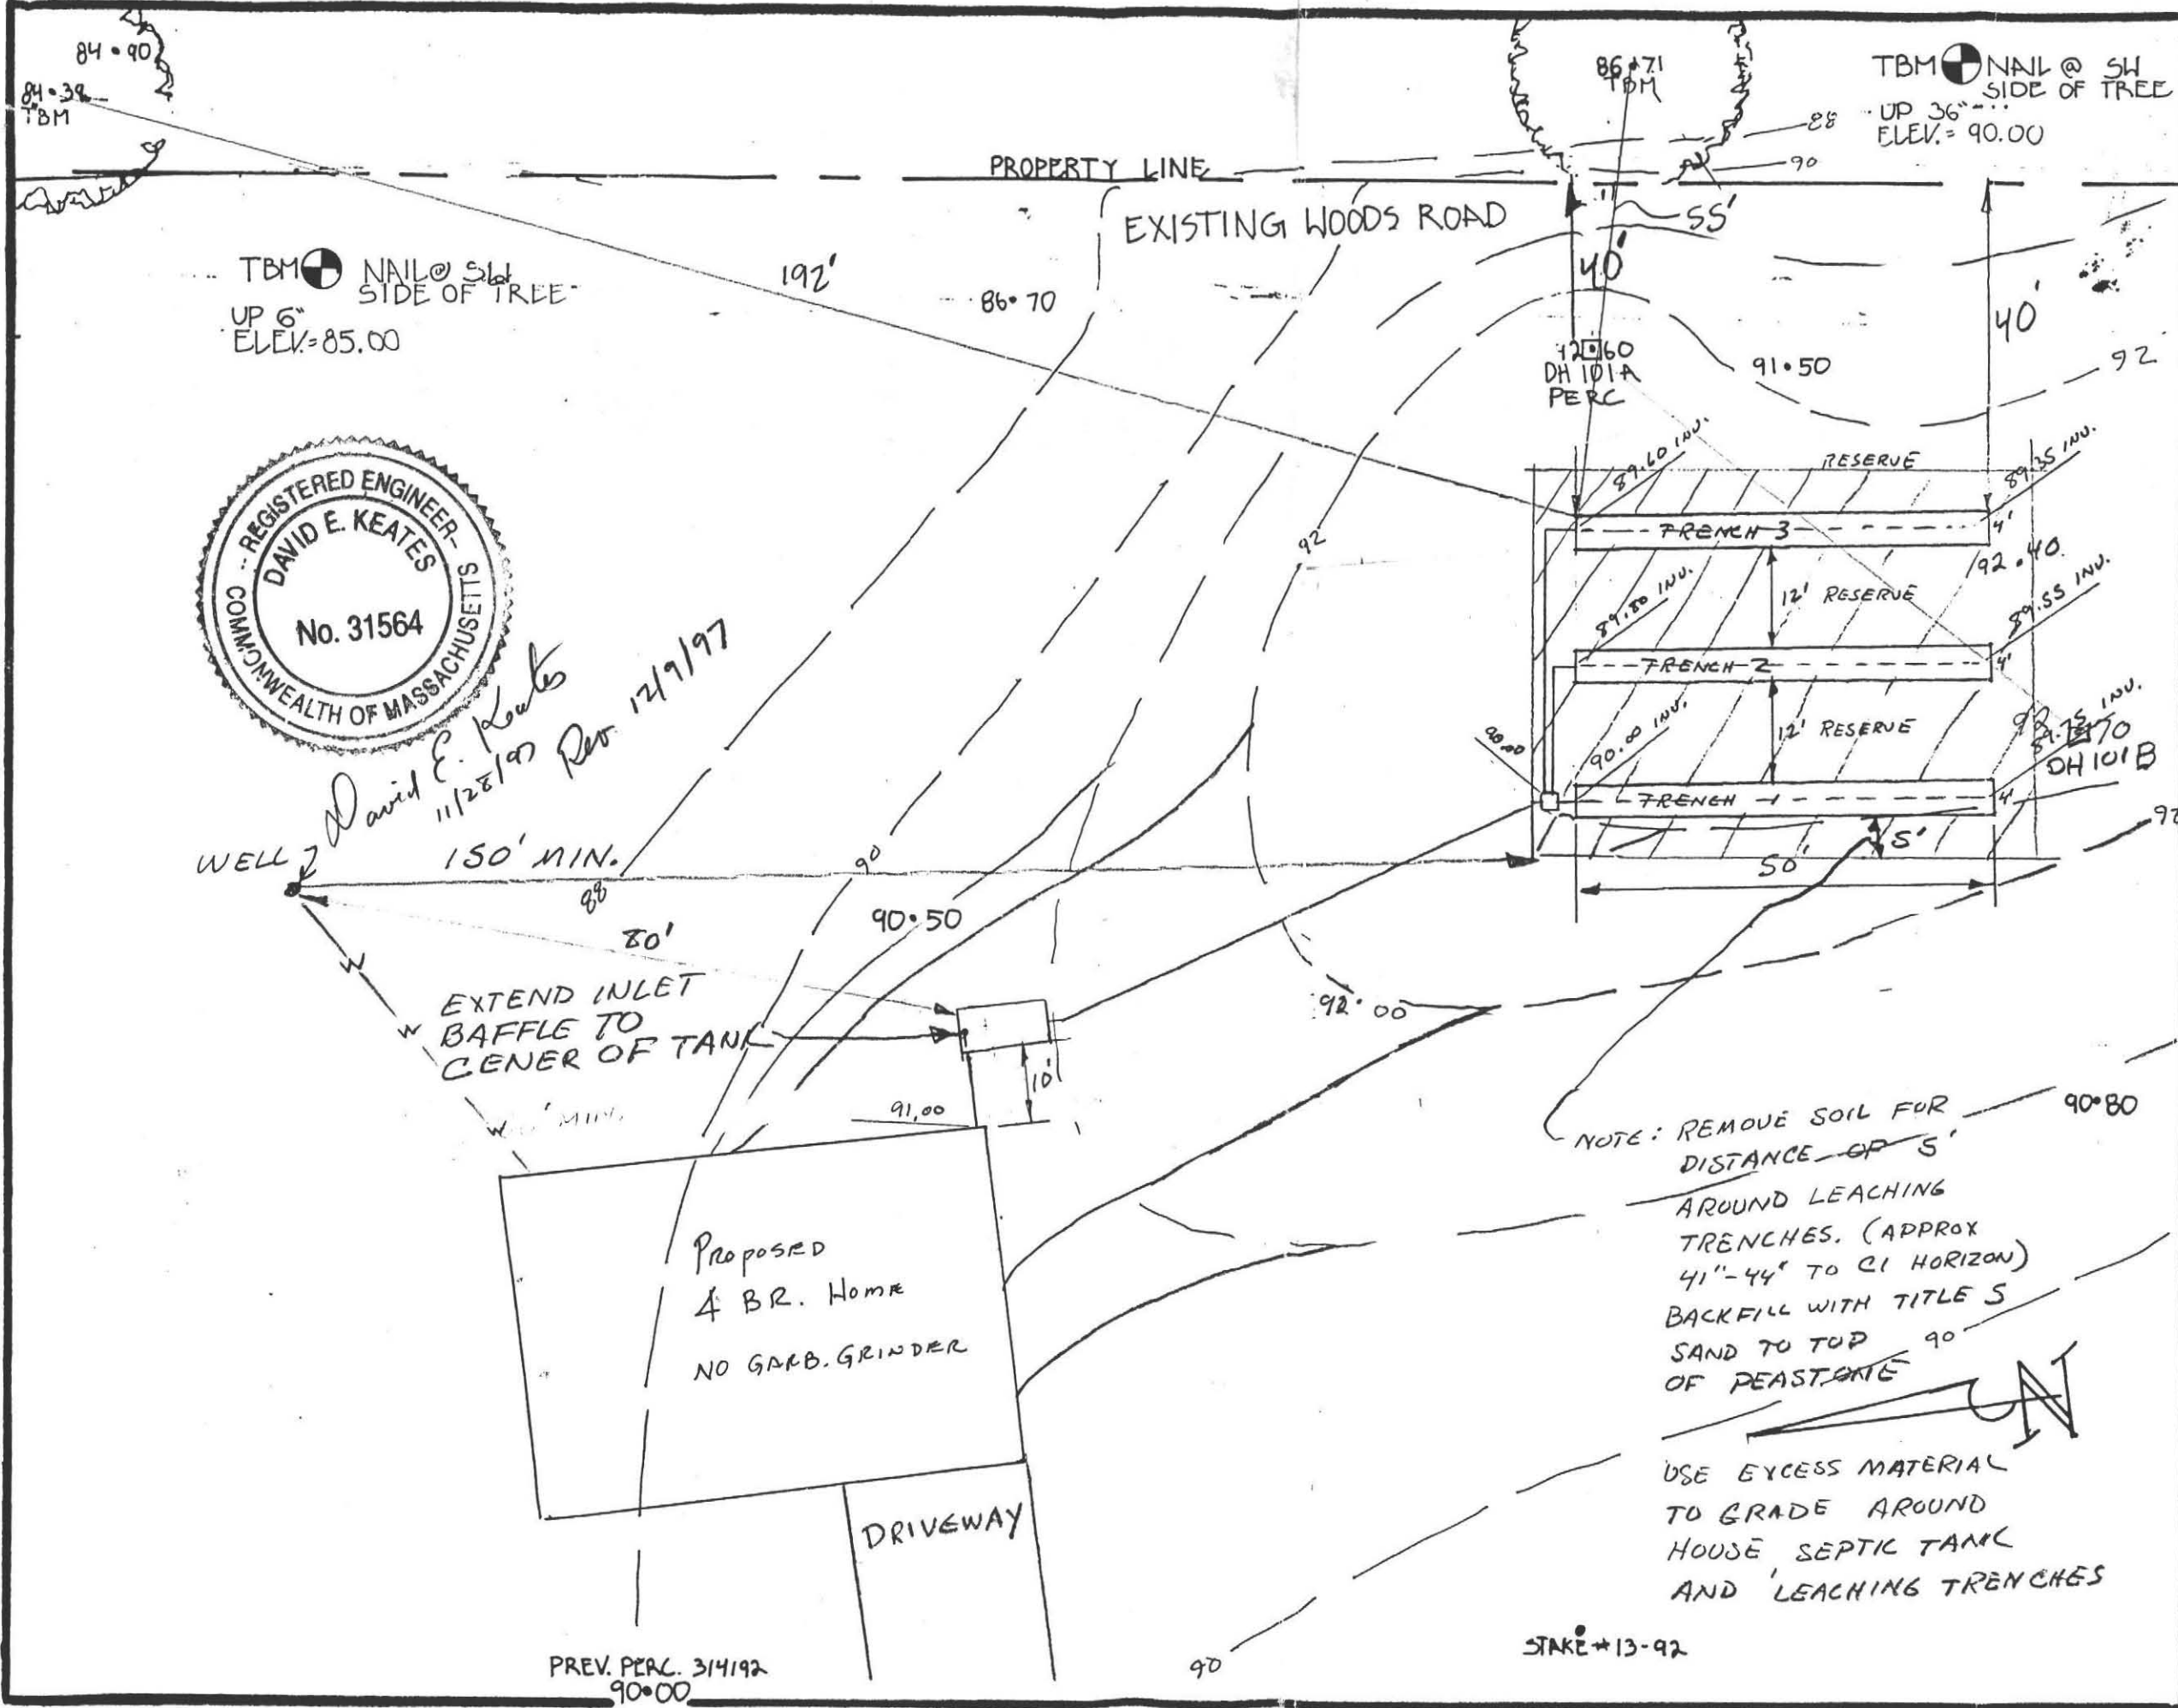 84.90
84.39
TBM
86.71
TBM
TBM NAIL @ SW
SIDE OF TREE
UP 36"
ELEV.= 90.00
88
90
PROPERTY LINE
EXISTING WOODS ROAD
55'
40'
40'
TBM NAIL @ SW
SIDE OF TREE
UP 6"
ELEV.=85.00
192'
86.70
DH 101A
PERC
91.50
92
REGISTERED ENGINEER
COMMONWEALTH OF MASSACHUSETTS
DAVID E. KEATES
No. 31564
David E. Keates
11/28/97 Rev. 12/9/97
92
RESERVE
89.60 INV.
89.35 INV.
TRENCH 3
4'
92.40
12' RESERVE
89.80 INV.
89.55 INV.
TRENCH 2
4'
12' RESERVE
90.00
90.00 INV.
89.75 INV.
DH 101B
TRENCH 1
4'
5'
50'
92
WELL
150' MIN.
88
90
80'
90.50
W
W
W
EXTEND INLET
BAFFLE TO
CENER OF TANK
' MIN.
10'
91.00
92.00
90.80
NOTE: REMOVE SOIL FOR
DISTANCE OF 5'
AROUND LEACHING
TRENCHES. (APPROX
41"-44" TO C1 HORIZON)
BACKFILL WITH TITLE 5
SAND TO TOP
OF PEASTONE
90
N
USE EXCESS MATERIAL
TO GRADE AROUND
HOUSE, SEPTIC TANK
AND LEACHING TRENCHES
PROPOSED
4 BR. HOME
NO GARB. GRINDER
DRIVEWAY
STAKE #13-92
90
PREV. PERC. 3/4/92
90.00